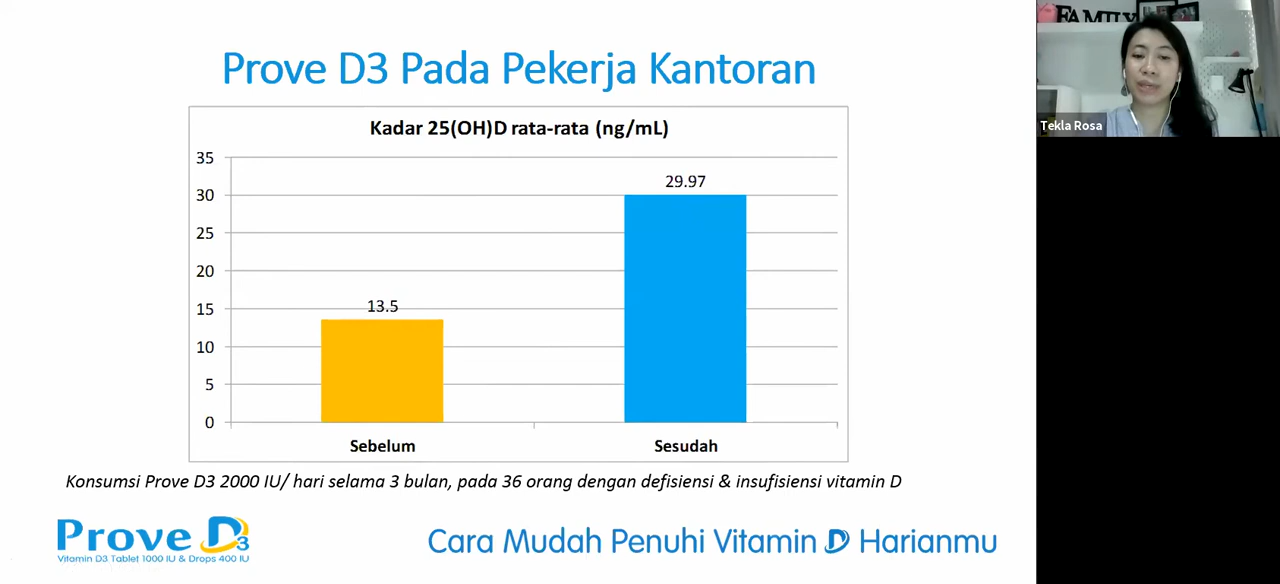 Prove D3 Pada Pekerja Kantoran
Kadar 25(OH)D rata-rata (ng/mL)
35
30
25
20
15
10
5
0
13.5
29.97
Sebelum
Sesudah
Konsumsi Prove D3 2000 IU/ hari selama 3 bulan, pada 36 orang dengan defisiensi & insufisiensi vitamin D
Prove D3
Vitamin D3 Tablet 1000 IU & Drops 400 IU
Cara Mudah Penuhi Vitamin D Harianmu
FAMILY
Tekla Rosa